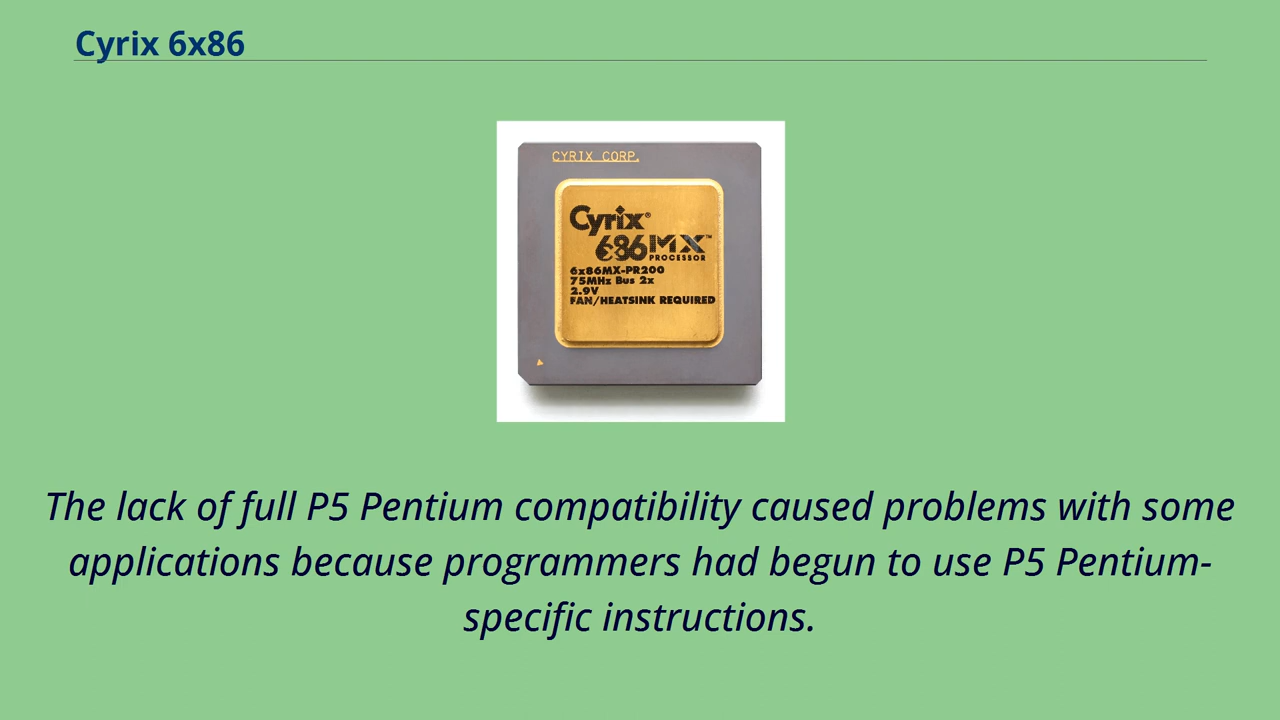 Cyrix 6x86
CYRIX CORP.
Cyrix®
686MX™
PROCESSOR
6x86MX-PR200
75MHz Bus 2x
2.9V
FAN/HEATSINK REQUIRED
The lack of full P5 Pentium compatibility caused problems with some
applications because programmers had begun to use P5 Pentium-
specific instructions.